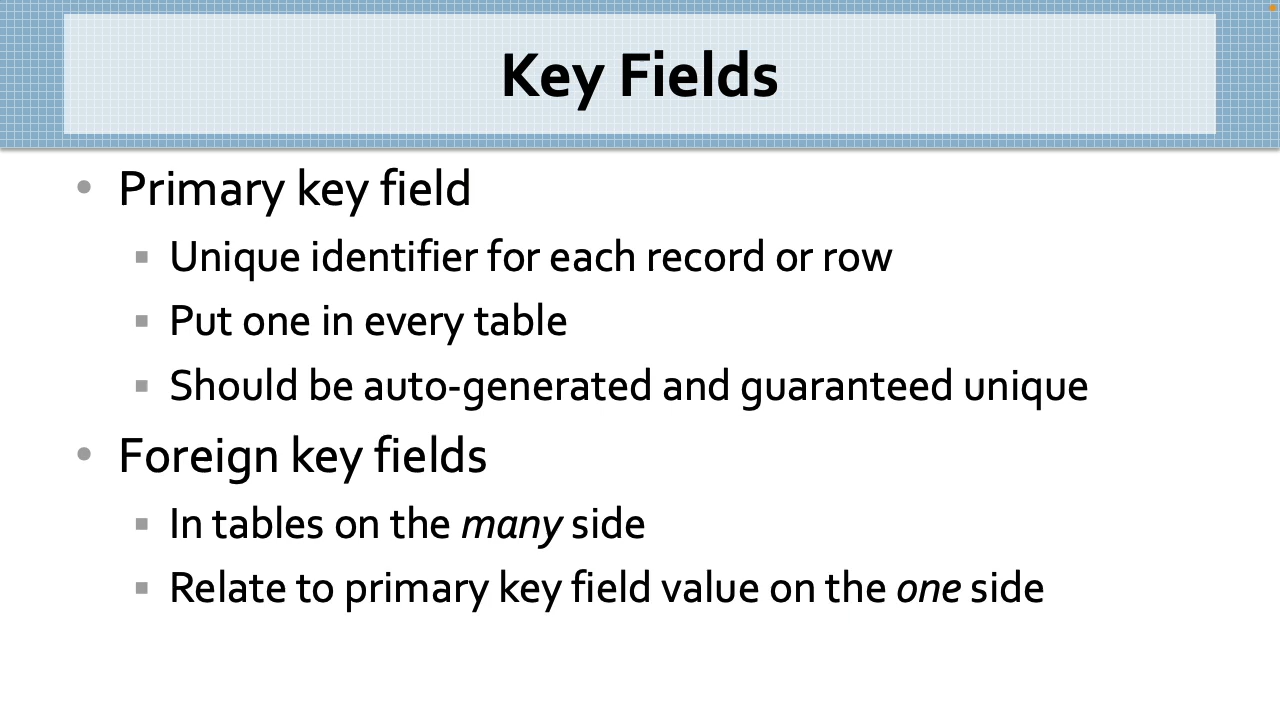 Key Fields
• Primary key field
▪ Unique identifier for each record or row
▪ Put one in every table
▪ Should be auto-generated and guaranteed unique
• Foreign key fields
▪ In tables on the many side
▪ Relate to primary key field value on the one side